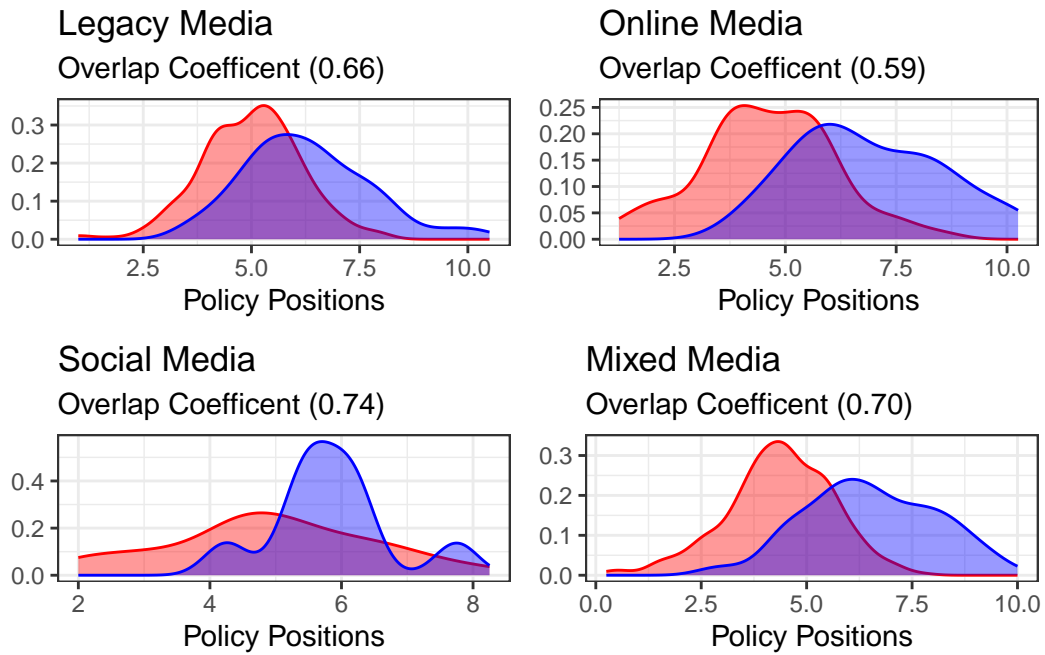 Legacy Media
Overlap Coefficent (0.66)
0.3
0.2
0.1
0.0
2.5 5.0 7.5 10.0
Policy Positions
Online Media
Overlap Coefficent (0.59)
0.25
0.20
0.15
0.10
0.05
0.00
2.5 5.0 7.5 10.0
Policy Positions
Social Media
Overlap Coefficent (0.74)
0.4
0.2
0.0
2 4 6 8
Policy Positions
Mixed Media
Overlap Coefficent (0.70)
0.3
0.2
0.1
0.0
0.0 2.5 5.0 7.5 10.0
Policy Positions